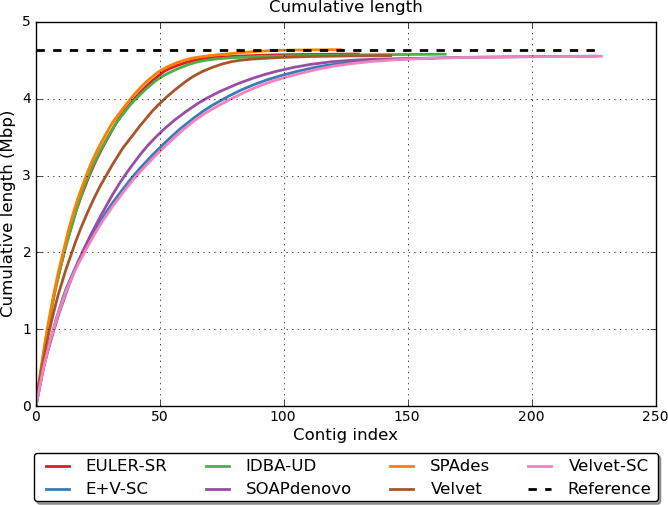 Cumulative length
5
4
3
2
1
0
Cumulative length (Mbp)
0 50 100 150 200 250
Contig index
EULER-SR IDBA-UD SPAdes Velvet-SC
E+V-SC SOAPdenovo Velvet Reference